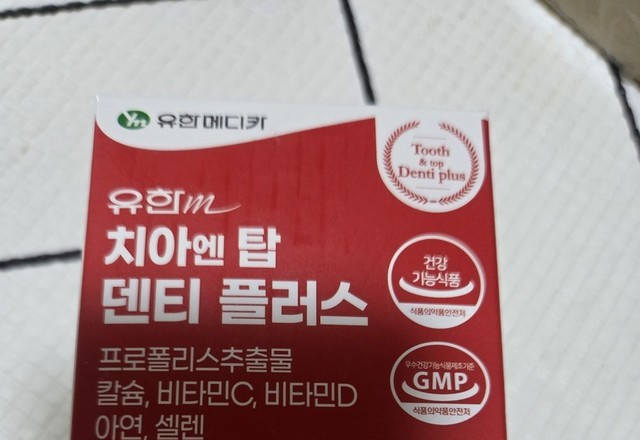 유한메디카
Tooth
& top
Denti plus
유한m
치아엔 탑
덴티 플러스
건강
기능식품
식품의약품안전처
프로폴리스추출물
칼슘, 비타민C, 비타민D
아연, 셀렌
우수건강기능식품제조기준
GMP
식품의약품안전처